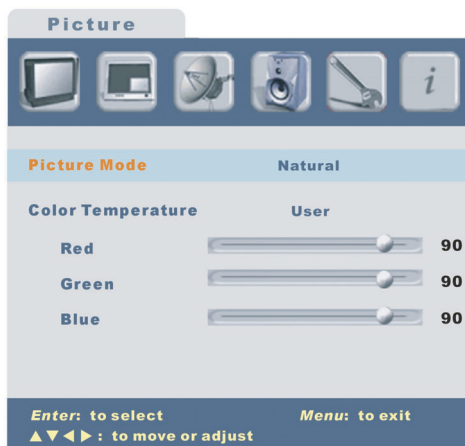 Picture
i
Picture Mode Natural
Color Temperature User
Red 90
Green 90
Blue 90
Enter: to select Menu: to exit
▲▼◀▶: to move or adjust